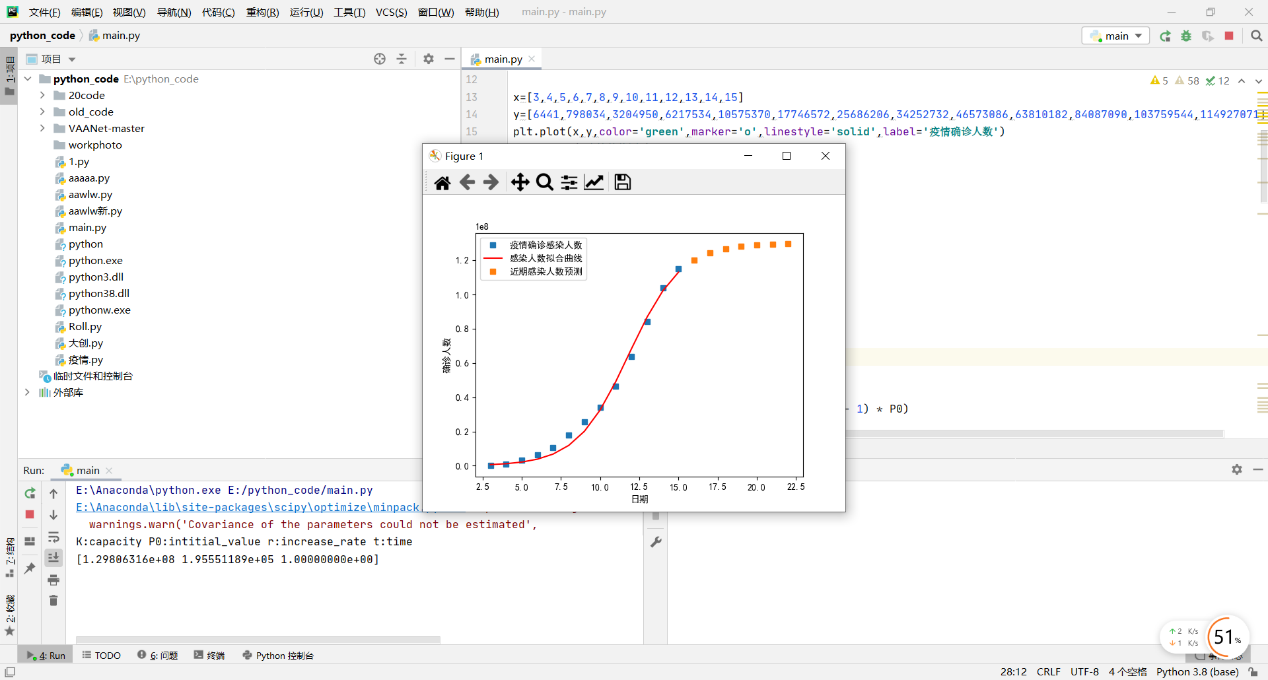 文件(F) 编辑(E) 视图(V) 导航(N) 代码(C) 重构(R) 运行(U) 工具(T) VCS(S) 窗口(W) 帮助(H) main.py - main.py
python_code main.py main
1: 项目
项目
main.py
python_code E:\python_code
20code
old_code
VAANet-master
workphoto
1.py
aaaaa.py
aawlw.py
aawlw新.py
main.py
python
python.exe
python3.dll
python38.dll
pythonw.exe
Roll.py
大创.py
疫情.py
临时文件和控制台
外部库
5 58 12
12
13 x=[3,4,5,6,7,8,9,10,11,12,13,14,15]
14 y=[6441,798034,3204950,6217534,10575370,17746572,25686206,34252732,46573086,63810182,84087090,103759544,114927071]
15 plt.plot(x,y,color='green',marker='o',linestyle='solid',label='疫情确诊人数')
- 1) * P0)
Figure 1
1e8
疫情确诊感染人数
感染人数拟合曲线
近期感染人数预测
1.2
1.0
0.8
0.6
0.4
0.2
0.0
确诊人数
2.5 5.0 7.5 10.0 12.5 15.0 17.5 20.0 22.5
日期
Run: main
E:\Anaconda\python.exe E:/python_code/main.py
E:\Anaconda\lib\site-packages\scipy\optimize\minpack
warnings.warn('Covariance of the parameters could not be estimated',
K:capacity P0:intitial_value r:increase_rate t:time
[1.29806316e+08 1.95551189e+05 1.00000000e+00]
7: 结构
2: 收藏
2 K/s
1 K/s
51%
4: Run TODO 6: 问题 终端 Python 控制台
28:12 CRLF UTF-8 4 个空格 Python 3.8 (base)